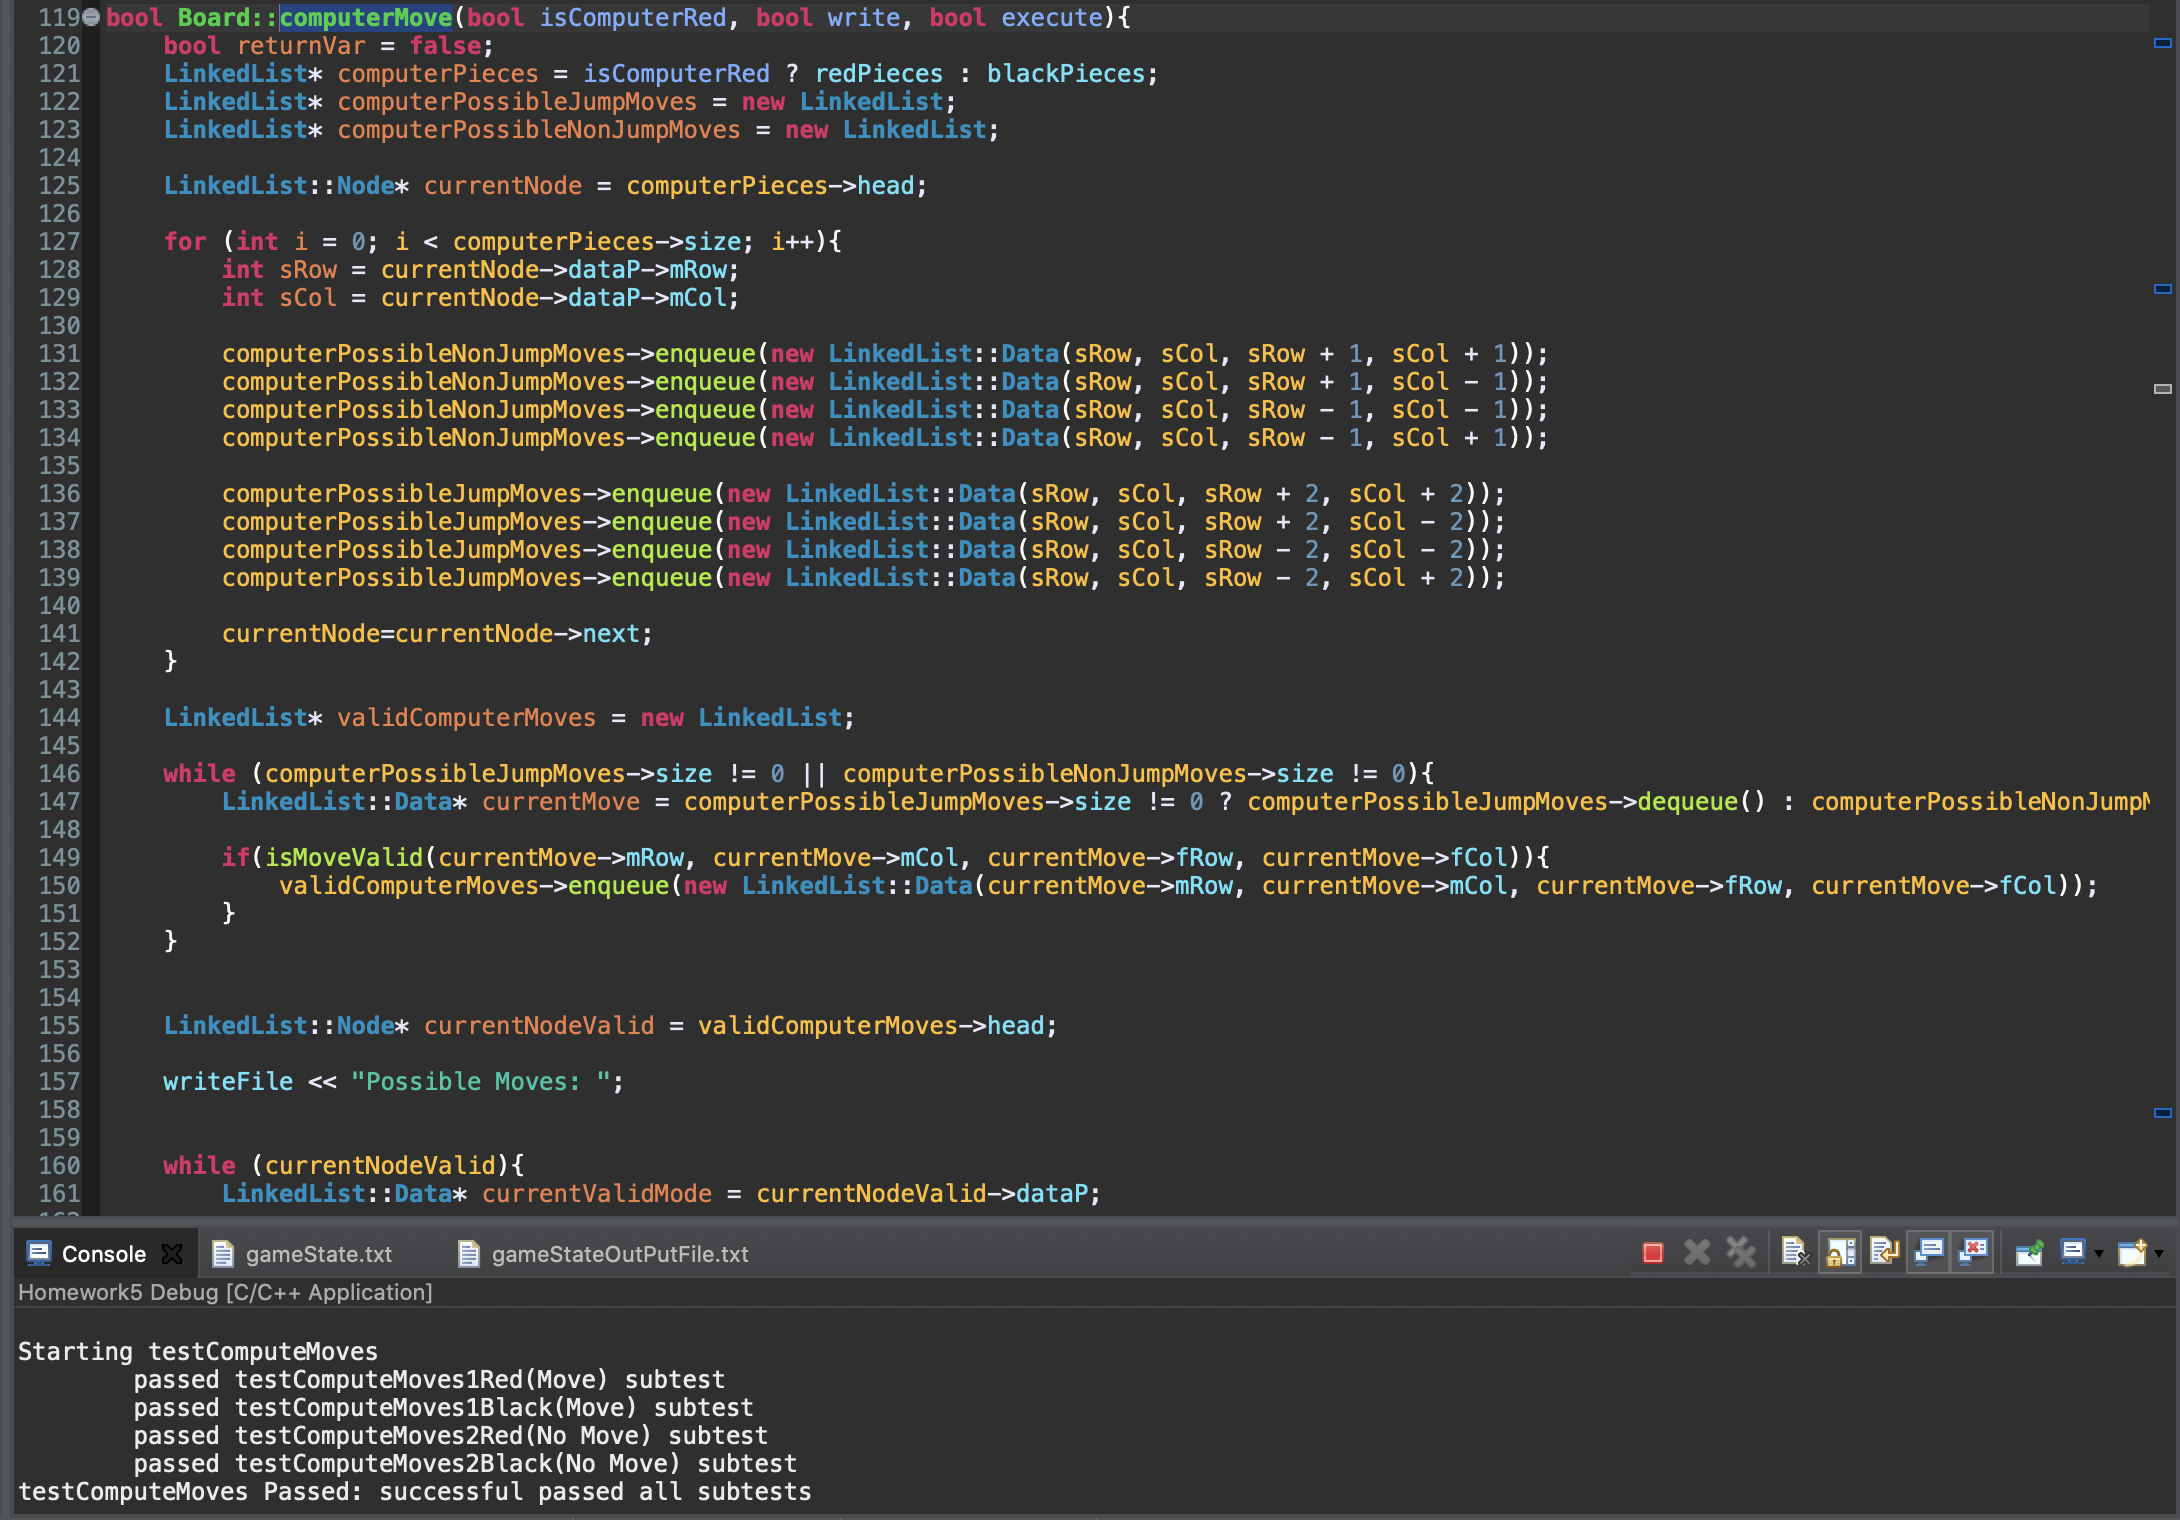 119 bool Board::computerMove(bool isComputerRed, bool write, bool execute){
120     bool returnVar = false;
121     LinkedList* computerPieces = isComputerRed ? redPieces : blackPieces;
122     LinkedList* computerPossibleJumpMoves = new LinkedList;
123     LinkedList* computerPossibleNonJumpMoves = new LinkedList;
124
125     LinkedList::Node* currentNode = computerPieces->head;
126
127     for (int i = 0; i < computerPieces->size; i++){
128         int sRow = currentNode->dataP->mRow;
129         int sCol = currentNode->dataP->mCol;
130
131         computerPossibleNonJumpMoves->enqueue(new LinkedList::Data(sRow, sCol, sRow + 1, sCol + 1));
132         computerPossibleNonJumpMoves->enqueue(new LinkedList::Data(sRow, sCol, sRow + 1, sCol - 1));
133         computerPossibleNonJumpMoves->enqueue(new LinkedList::Data(sRow, sCol, sRow - 1, sCol - 1));
134         computerPossibleNonJumpMoves->enqueue(new LinkedList::Data(sRow, sCol, sRow - 1, sCol + 1));
135
136         computerPossibleJumpMoves->enqueue(new LinkedList::Data(sRow, sCol, sRow + 2, sCol + 2));
137         computerPossibleJumpMoves->enqueue(new LinkedList::Data(sRow, sCol, sRow + 2, sCol - 2));
138         computerPossibleJumpMoves->enqueue(new LinkedList::Data(sRow, sCol, sRow - 2, sCol - 2));
139         computerPossibleJumpMoves->enqueue(new LinkedList::Data(sRow, sCol, sRow - 2, sCol + 2));
140
141         currentNode=currentNode->next;
142     }
143
144     LinkedList* validComputerMoves = new LinkedList;
145
146     while (computerPossibleJumpMoves->size != 0 || computerPossibleNonJumpMoves->size != 0){
147         LinkedList::Data* currentMove = computerPossibleJumpMoves->size != 0 ? computerPossibleJumpMoves->dequeue() : computerPossibleNonJump
148
149         if(isMoveValid(currentMove->mRow, currentMove->mCol, currentMove->fRow, currentMove->fCol)){
150             validComputerMoves->enqueue(new LinkedList::Data(currentMove->mRow, currentMove->mCol, currentMove->fRow, currentMove->fCol));
151         }
152     }
153
154
155     LinkedList::Node* currentNodeValid = validComputerMoves->head;
156
157     writeFile << "Possible Moves: ";
158
159
160     while (currentNodeValid){
161         LinkedList::Data* currentValidMode = currentNodeValid->dataP;
Console gameState.txt gameStateOutPutFile.txt
Homework5 Debug [C/C++ Application]
Starting testComputeMoves
        passed testComputeMoves1Red(Move) subtest
        passed testComputeMoves1Black(Move) subtest
        passed testComputeMoves2Red(No Move) subtest
        passed testComputeMoves2Black(No Move) subtest
testComputeMoves Passed: successful passed all subtests